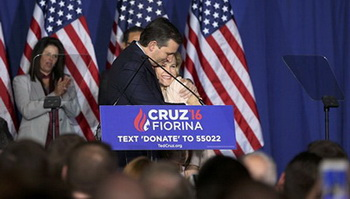 CRUZ '16
FIORINA
TEXT 'DONATE' TO 55022
TedCruz.org